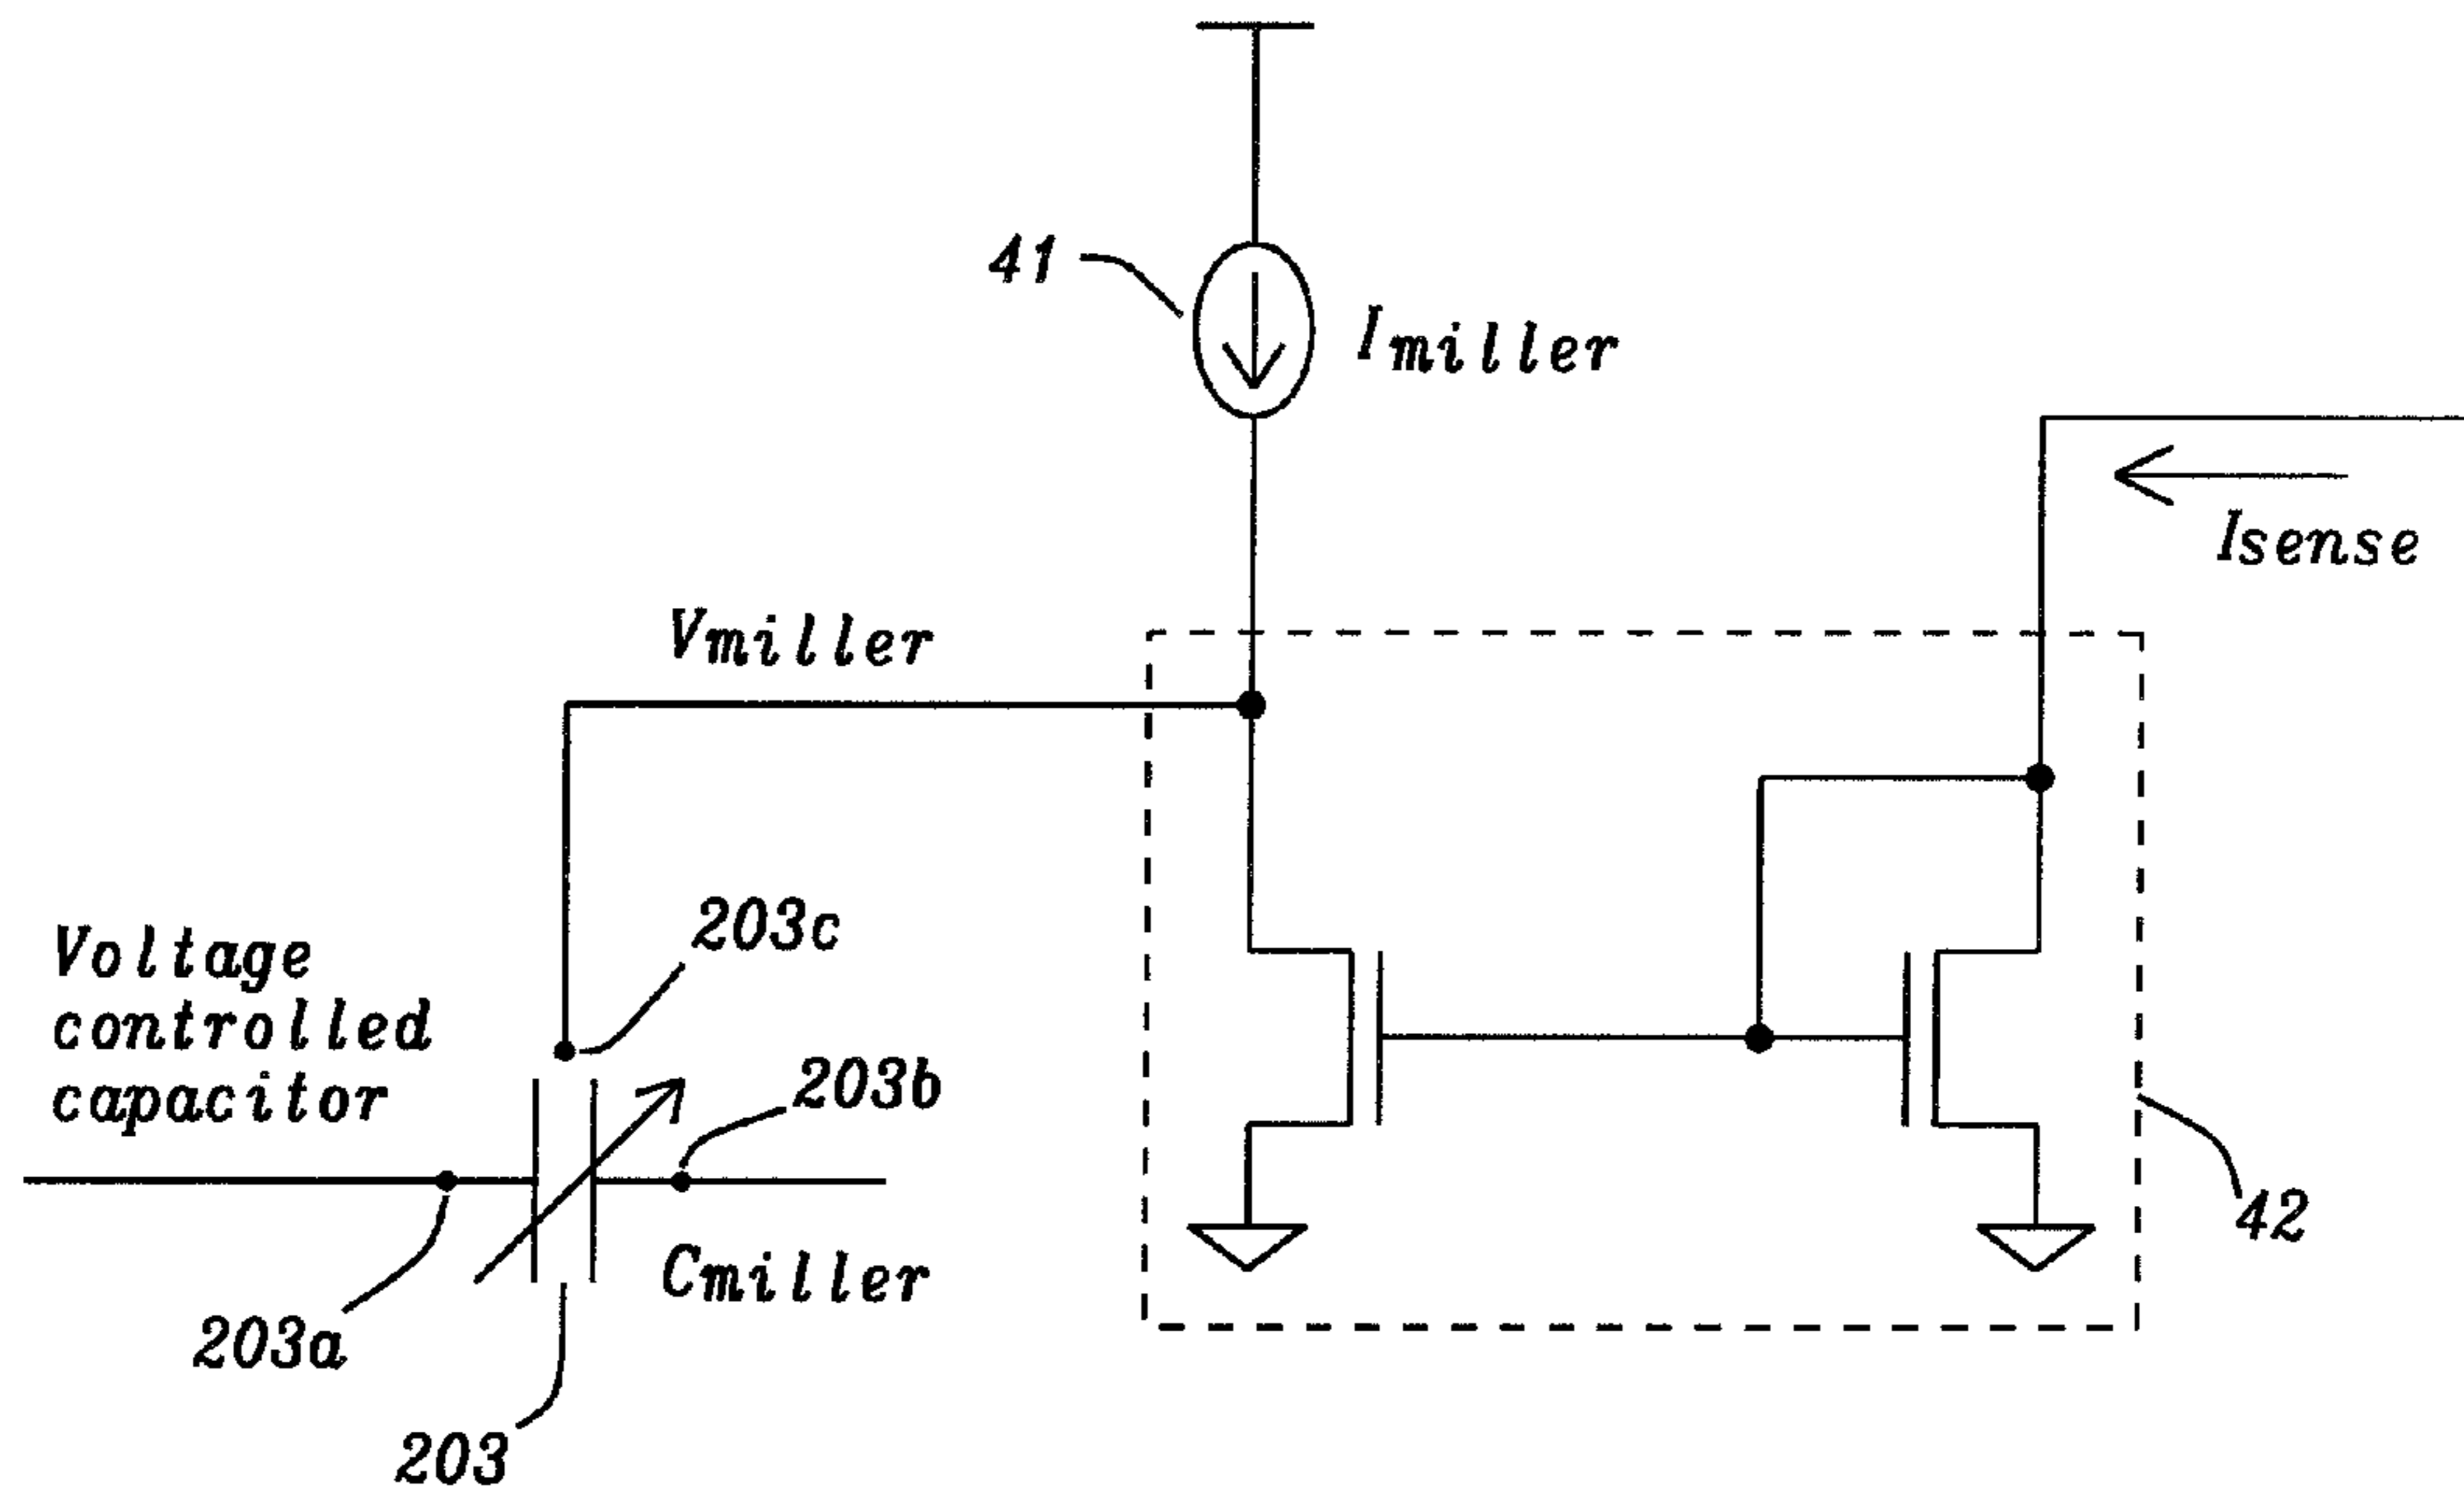 41
Imiller
Isense
Vmiller
203c
Voltage
controlled
capacitor
203b
203a
Cmiller
42
203